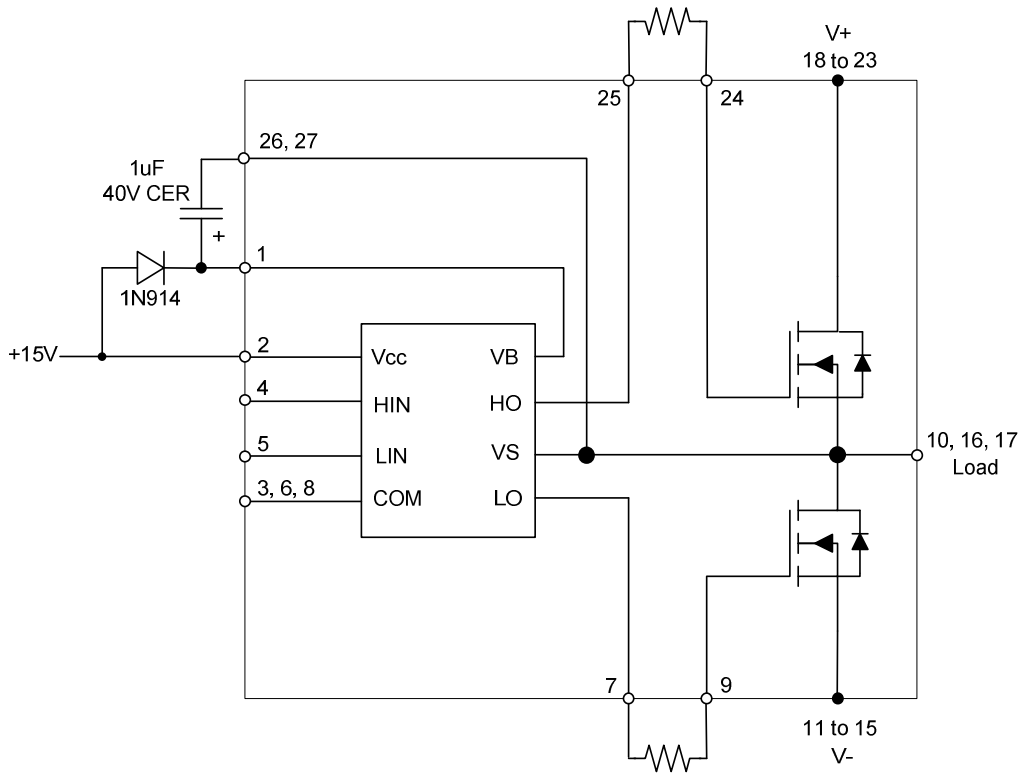 V+
18 to 23
25
24
26, 27
1uF
40V CER
+
1
1N914
+15V
2
Vcc
VB
4
HIN
HO
5
LIN
VS
10, 16, 17
Load
3, 6, 8
COM
LO
7
9
11 to 15
V-